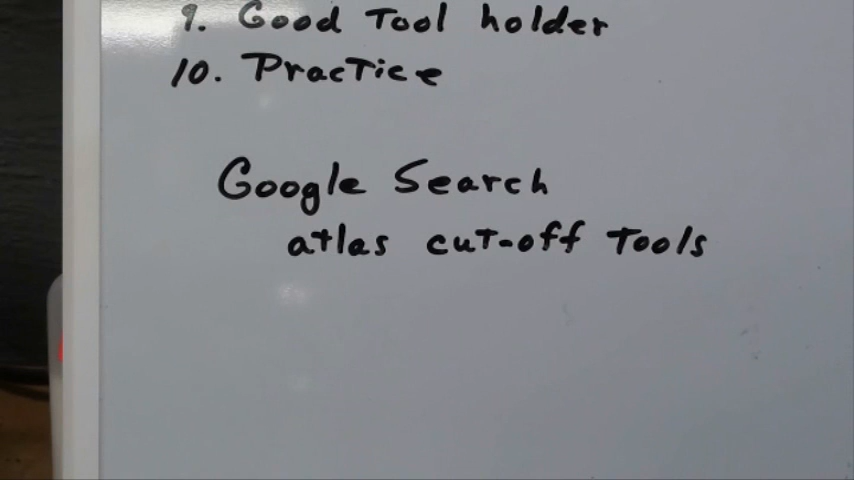 9. Good Tool holder
10. Practice
Google Search
atlas cut-off Tools